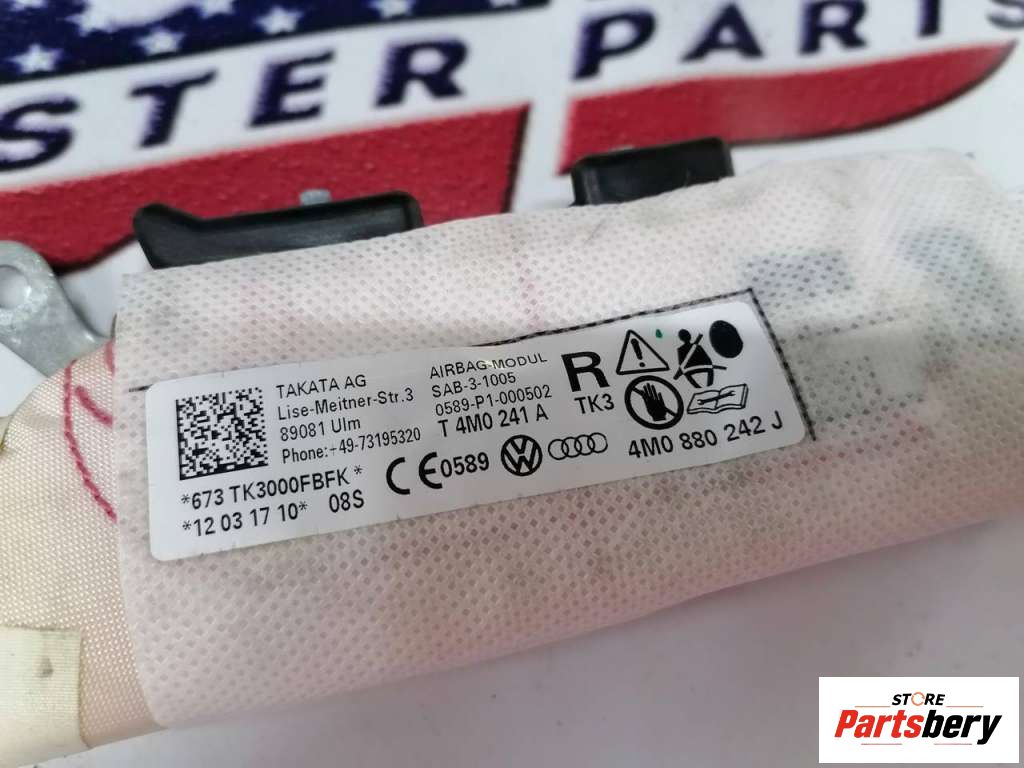 STER PARTS
TAKATA AG
Lise-Meitner-Str.3
89081 Ulm
Phone:+49-73195320
AIRBAG-MODUL
SAB-3-1005
0589-P1-000502
T 4M0 241 A
R
TK3
*673 TK3000FBFK*
*12 03 17 10* 08S
CE0589
4M0 880 242 J
STORE
Partsbery